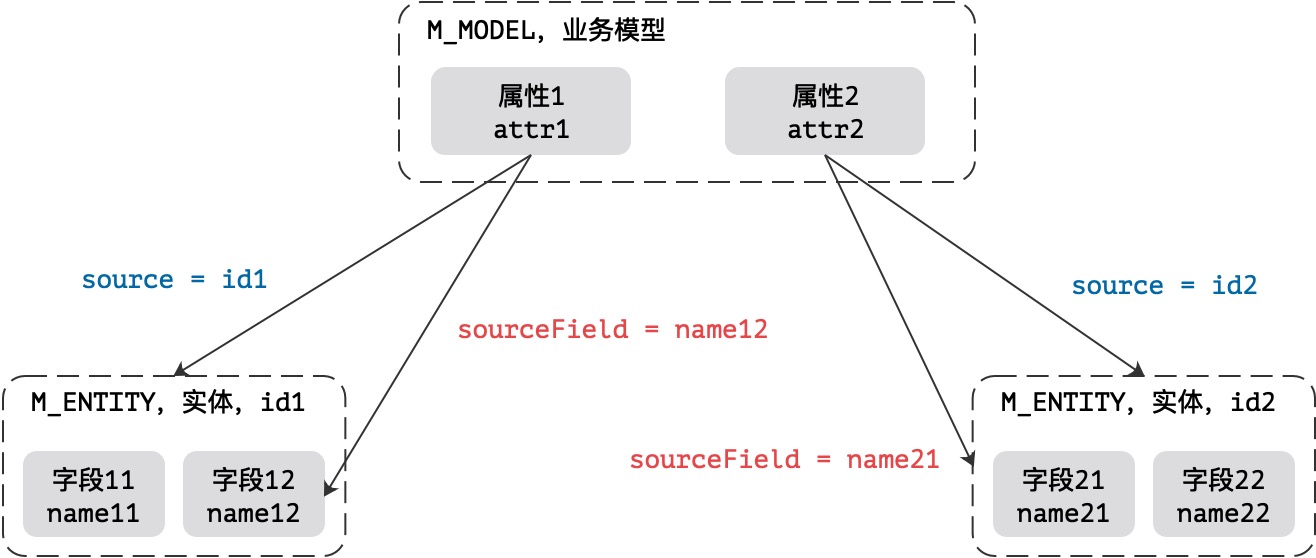 M_MODEL, 业务模型
属性1
attr1
属性2
attr2
source = id1
source = id2
sourceField = name12
M_ENTITY, 实体, id1
字段11
name11
字段12
name12
sourceField = name21
M_ENTITY, 实体, id2
字段21
name21
字段22
name22